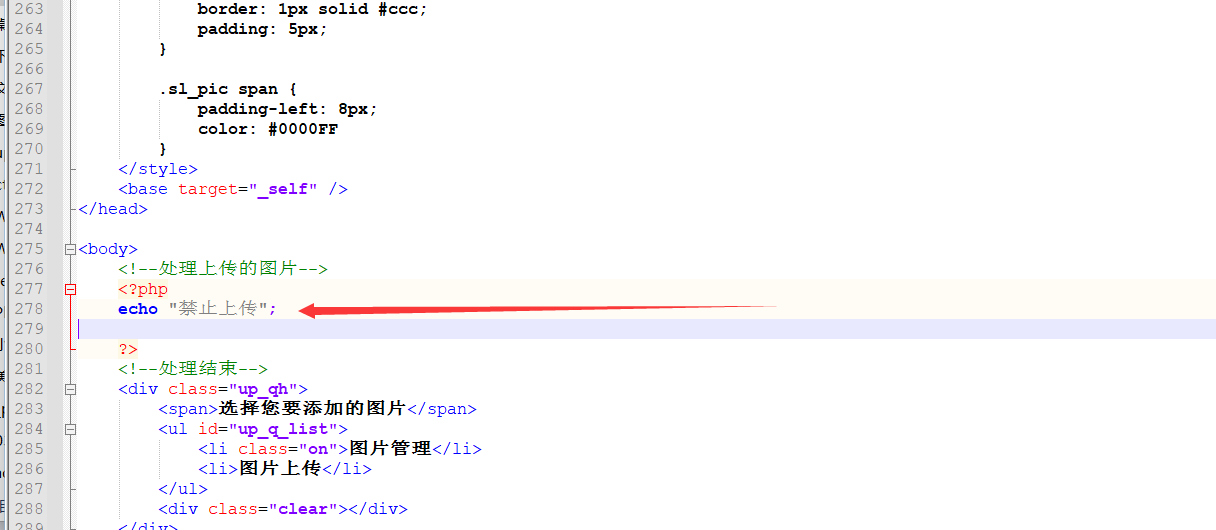 263 border: 1px solid #ccc;
264 padding: 5px;
265 }
266
267 .sl_pic span {
268 padding-left: 8px;
269 color: #0000FF
270 }
271 </style>
272 <base target="_self" />
273 </head>
274
275 <body>
276 <!--处理上传的图片-->
277 <?php
278 echo "禁止上传";
279
280 ?>
281 <!--处理结束-->
282 <div class="up_qh">
283 <span>选择您要添加的图片</span>
284 <ul id="up_q_list">
285 <li class="on">图片管理</li>
286 <li>图片上传</li>
287 </ul>
288 <div class="clear"></div>
289 </div>